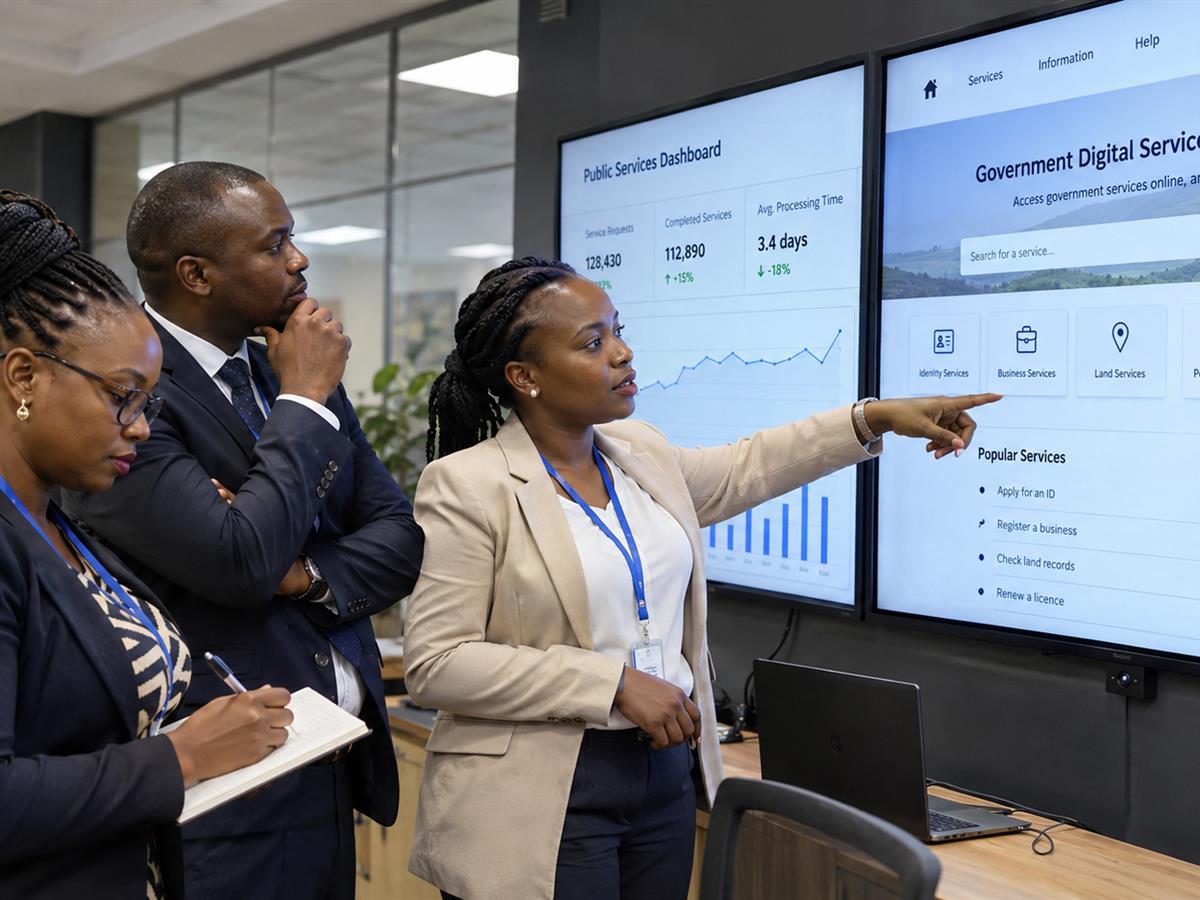 Public Services Dashboard
Service Requests
128,430
Completed Services
112,890
↑ +15%
Avg. Processing Time
3.4 days
↓ -18%
Services
Information
Help
Government Digital Service
Access government services online, an
Search for a service...
Identity Services
Business Services
Land Services
Popular Services
Apply for an ID
Register a business
Check land records
Renew a licence